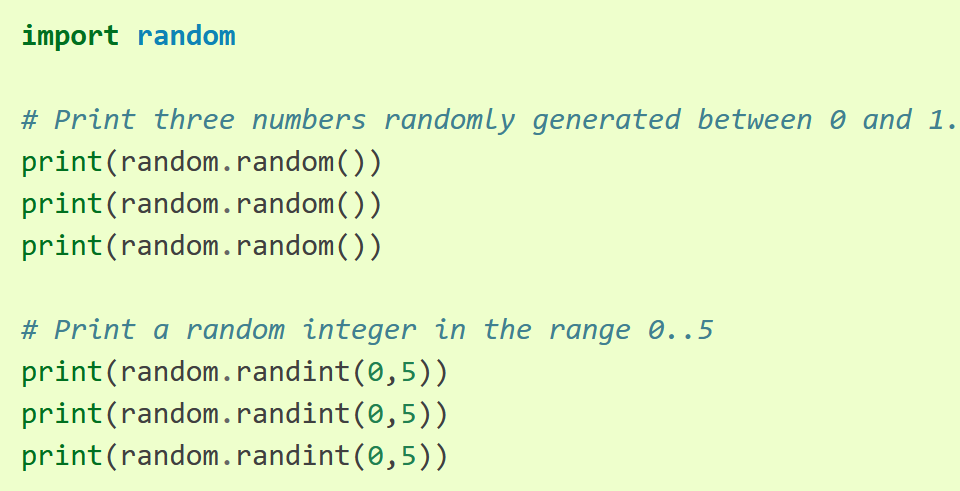 import random
# Print three numbers randomly generated between 0 and 1.
print(random.random())
print(random.random())
print(random.random())
# Print a random integer in the range 0..5
print(random.randint(0,5))
print(random.randint(0,5))
print(random.randint(0,5))